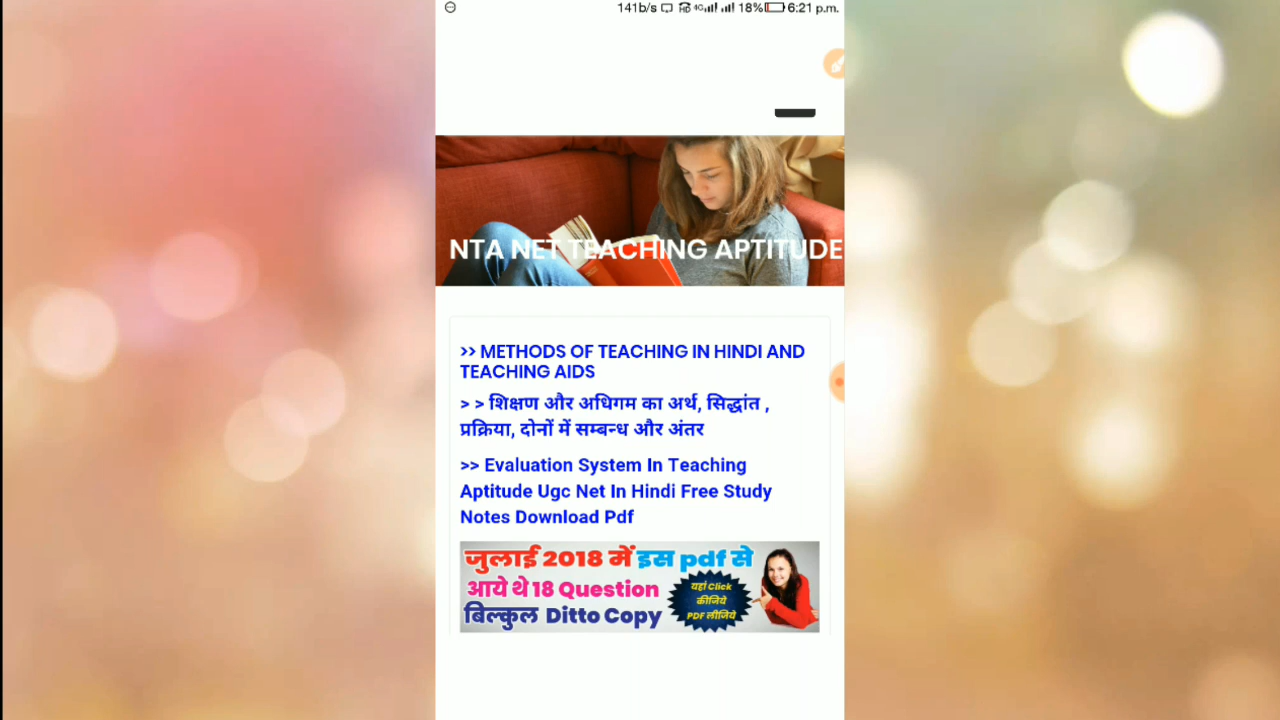 141b/s 4G 18% 6:21 p.m.
NTA NET TEACHING APTITUDE
>> METHODS OF TEACHING IN HINDI AND
TEACHING AIDS
> > शिक्षण और अधिगम का अर्थ, सिद्धांत ,
प्रक्रिया, दोनों में सम्बन्ध और अंतर
>> Evaluation System In Teaching
Aptitude Ugc Net In Hindi Free Study
Notes Download Pdf
जुलाई 2018 में इस pdf से
आये थे 18 Question
बिल्कुल Ditto Copy
यहां Click
कीजिये
PDF लीजिये